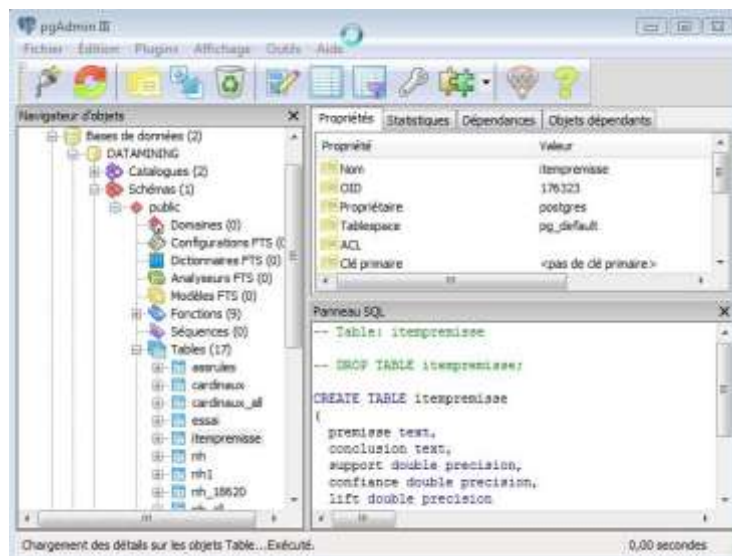 pgAdmin III
Fichier Édition Plugins Affichage Outils Aide
Navigateur d'objets
Bases de données (2)
DATAMINING
Catalogues (2)
Schémas (1)
public
Domaines (0)
Configurations FTS (0
Dictionnaires FTS (0)
Analyseurs FTS (0)
Modèles FTS (0)
Fonctions (9)
Séquences (0)
Tables (17)
assrules
cardinaux
cardinaux_all
essai
itempremisse
nh
nh1
nh_18620
Propriétés Statistiques Dépendances Objets dépendants
Propriété Valeur
Nom itempremisse
OID 176323
Propriétaire postgres
Tablespace pg_default
ACL
Clé primaire <pas de clé primaire>
Panneau SQL
-- Table: itempremisse
-- DROP TABLE itempremisse;
CREATE TABLE itempremisse
(
premisse text,
conclusion text,
support double precision,
confiance double precision,
lift double precision
Chargement des détails sur les objets Table...Exécuté. 0,00 secondes